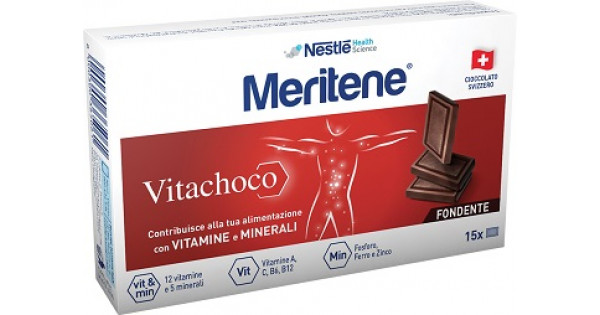 Nestlé Health Science
Meritene®
CIOCCOLATO
SVIZZERO
Vitachoco
Contribuisce alla tua alimentazione
con VITAMINE e MINERALI
FONDENTE
15x
vit & min
12 vitamine
e 5 minerali
Vit
Vitamine A,
C, B6, B12
Min
Fosforo,
Ferro e Zinco